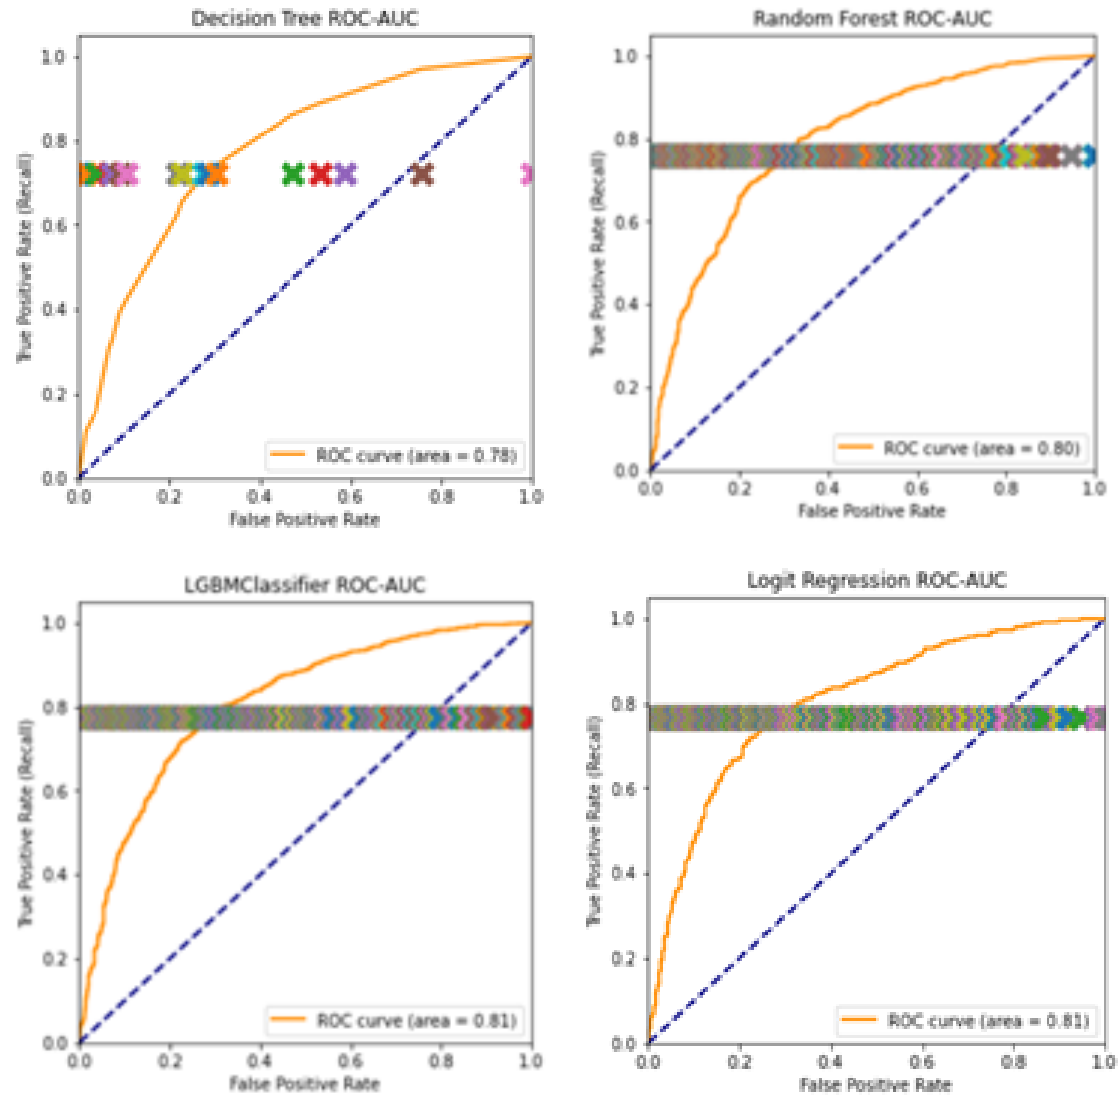 Decision Tree ROC-AUC
1.0
0.8
0.6
0.4
0.2
0.0
True Positive Rate (Recall)
ROC curve (area = 0.78)
0.0 0.2 0.4 0.6 0.8 1.0
False Positive Rate
Random Forest ROC-AUC
1.0
0.8
0.6
0.4
0.2
0.0
True Positive Rate (Recall)
ROC curve (area = 0.80)
0.0 0.2 0.4 0.6 0.8 1.0
False Positive Rate
LGBMClassifier ROC-AUC
1.0
0.8
0.6
0.4
0.2
0.0
True Positive Rate (Recall)
ROC curve (area = 0.81)
0.0 0.2 0.4 0.6 0.8 1.0
False Positive Rate
Logit Regression ROC-AUC
1.0
0.8
0.6
0.4
0.2
0.0
True Positive Rate (Recall)
ROC curve (area = 0.81)
0.0 0.2 0.4 0.6 0.8 1.0
False Positive Rate